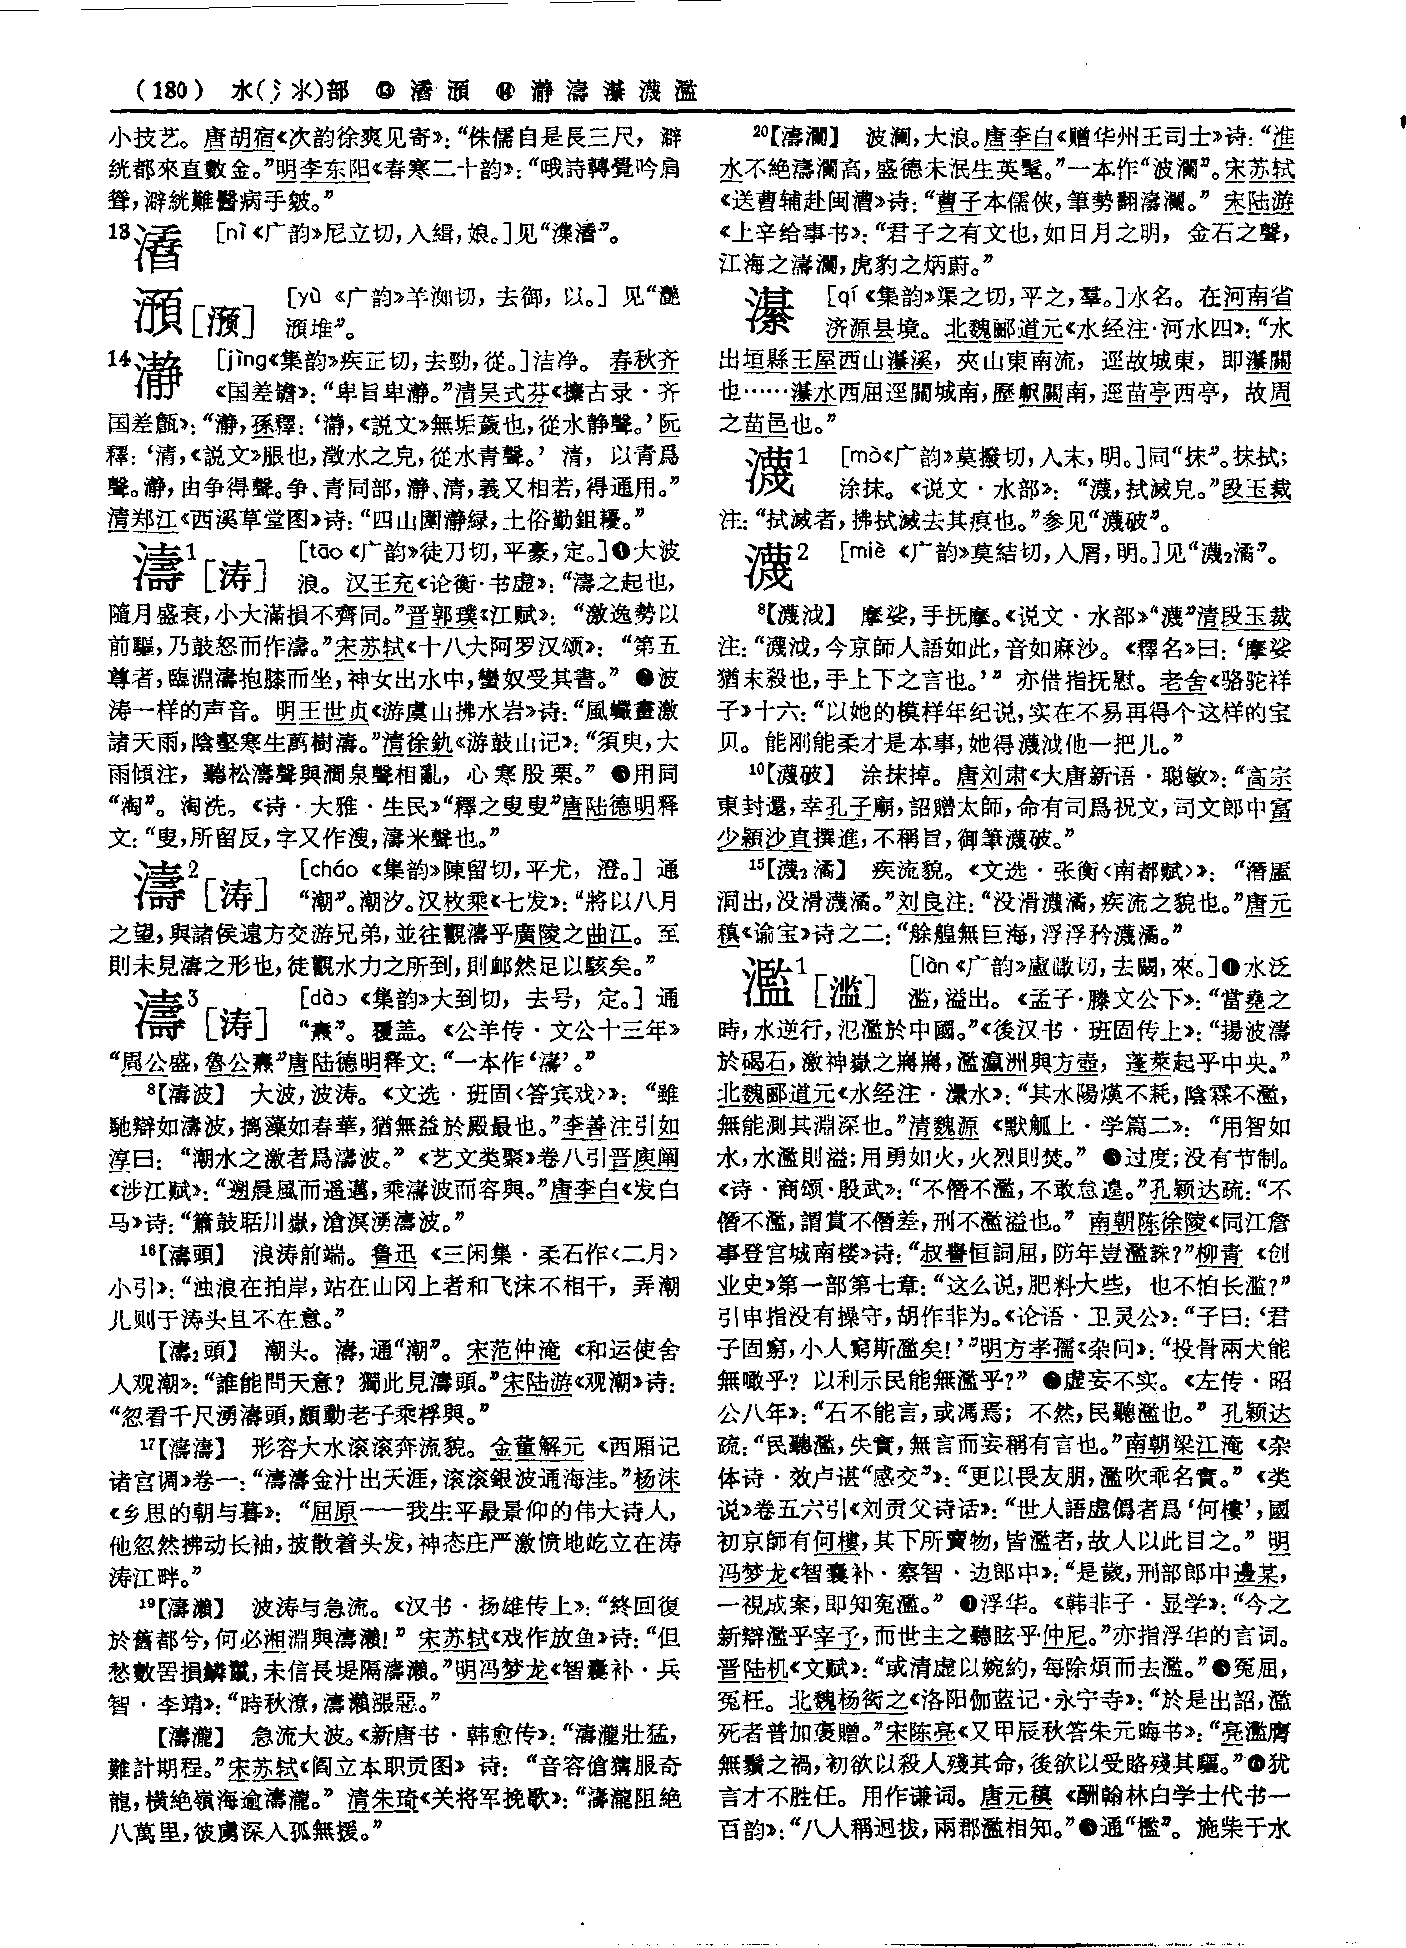 (180) 水(氵氺)部 ⓭ 濳 澦 ⓮ 瀞 濤 濝 瀎 濫
小技艺。唐胡宿《次韵徐爽见寄》：“侏儒自是長三尺，澼
絖都來直數金。”明李东阳《春寒二十韵》：“哦詩轉覺吟肩
聳，澼絖難醫病手皴。”
13 [nì《广韵》尼立切，入緝，娘。]见“濈
澦[滪] [yù 《广韵》羊洳切，去御，以。] 见“灧
澦堆”。
14瀞 [jìng《集韵》疾正切，去勁，從。]洁净。 春秋齐
《国差𦉜》：“卑旨卑瀞。”清吴式芬《攈古录·齐
国差甔》：“瀞，孫釋：‘瀞，《説文》無垢薉也，從水静聲。’阮
釋：‘清，《説文》朖也，澂水之皃，從水青聲。’ 清，以青爲
聲。瀞，由争得聲。争、青同部，瀞、清，義又相若，得通用。”
清郑江《西溪草堂图》诗：“四山圍瀞緑，土俗勤鉏耰。”
濤1[涛] [tāo《广韵》徒刀切，平豪，定。]❶大波
浪。汉王充《论衡·书虚》：“濤之起也，
隨月盛衰，小大滿損不齊同。”晋郭璞《江赋》：“激逸勢以
前驅，乃鼓怒而作濤。”宋苏轼《十八大阿罗汉颂》：“第五
尊者，臨淵濤抱膝而坐，神女出水中，蠻奴受其書。” ❷波
涛一样的声音。明王世贞《游虞山拂水岩》诗：“風巘晝激
諸天雨，陰壑寒生萬樹濤。”清徐釚《游鼓山记》：“須臾，大
雨傾注，聽松濤聲與澗泉聲相亂，心寒股栗。” ❸用同
“淘”。淘洗。《诗·大雅·生民》“釋之叟叟”唐陆德明释
文：“叟，所留反，字又作溲，濤米聲也。”
濤2[涛] [cháo 《集韵》陳留切，平尤，澄。] 通
“潮”。潮汐。汉枚乘《七发》：“將以八月
之望，與諸侯遠方交游兄弟，並往觀濤乎廣陵之曲江。至
則未見濤之形也，徒觀水力之所到，則䘏然足以駭矣。”
濤3[涛] [dào 《集韵》大到切，去号，定。] 通
“燾”。覆盖。《公羊传·文公十三年》
“周公盛，魯公燾”唐陆德明释文：“一本作‘濤’。”
8【濤波】 大波，波涛。《文选·班固〈答宾戏〉》：“雖
馳辯如濤波，摛藻如春華，猶無益於殿最也。”李善注引如
淳曰：“潮水之激者爲濤波。”《艺文类聚》卷八引晋庾阐
《涉江赋》：“遡晨風而遥邁，乘濤波而容與。”唐李白《发白
马》诗：“簫鼓聒川嶽，滄溟湧濤波。”
16【濤頭】 浪涛前端。鲁迅《三闲集·柔石作〈二月〉
小引》：“浊浪在拍岸，站在山冈上者和飞沫不相干，弄潮
儿则于涛头且不在意。”
【濤2頭】 潮头。濤，通“潮”。宋范仲淹《和运使舍
人观潮》：“誰能問天意？獨此見濤頭。”宋陆游《观潮》诗：
“忽看千尺湧濤頭，頗動老子乘桴興。”
17【濤濤】 形容大水滚滚奔流貌。金董解元《西厢记
诸宫调》卷一：“濤濤金汁出天涯，滚滚銀波通海洼。”杨沫
《乡思的朝与暮》：“屈原——我生平最景仰的伟大诗人，
他忽然拂动长袖，披散着头发，神态庄严激愤地屹立在涛
涛江畔。”
19【濤瀨】 波涛与急流。《汉书·扬雄传上》：“終回復
於舊都兮，何必湘淵與濤瀨！” 宋苏轼《戏作放鱼》诗：“但
愁數罟損鱗鬣，未信長堤隔濤瀨。”明冯梦龙《智囊补·兵
智·李靖》：“時秋潦，濤瀨漲惡。”
【濤瀧】 急流大波。《新唐书·韩愈传》：“濤瀧壯猛，
難計期程。”宋苏轼《阎立本职贡图》诗：“音容傖獰服奇
龍，横絶嶺海逾濤瀧。” 清朱琦《关将军挽歌》：“濤瀧阻絶
八萬里，彼虜深入孤無援。”
20【濤瀾】 波澜，大浪。唐李白《赠华州王司士》诗：“淮
水不絶濤瀾高，盛德未泯生英髦。”一本作“波瀾”。宋苏轼
《送曹辅赴闽漕》诗：“曹子本儒俠，筆勢翻濤瀾。” 宋陆游
《上辛给事书》：“君子之有文也，如日月之明，金石之聲，
江海之濤瀾，虎豹之炳蔚。”
濝 [qí《集韵》渠之切，平之，羣。]水名。在河南省
济源县境。北魏郦道元《水经注·河水四》：“水
出垣縣王屋西山濝溪，夾山東南流，逕故城東，即濝關
也……濝水西屈逕關城南，歷軹關南，逕苗亭西亭，故周
之苗邑也。”
瀎1 [mò《广韵》莫撥切，入末，明。]同“抹”。抹拭；
涂抹。《说文·水部》：“瀎，拭滅皃。”段玉裁
注：“拭滅者，拂拭滅去其痕也。”参见“瀎破”。
瀎2 [miè 《广韵》莫結切，入屑，明。]见“瀎2潏”。
8【瀎泧】 摩娑，手抚摩。《说文·水部》“瀎”清段玉裁
注：“瀎泧，今京師人語如此，音如麻沙。《釋名》曰：‘摩娑
猶末殺也，手上下之言也。’” 亦借指抚慰。老舍《骆驼祥
子》十六：“以她的模样年纪说，实在不易再得个这样的宝
贝。能刚能柔才是本事，她得瀎泧他一把儿。”
10【瀎破】 涂抹掉。唐刘肃《大唐新语·聪敏》：“高宗
東封還，幸孔子廟，詔贈太師，命有司爲祝文，司文郎中富
少穎沙直撰進，不稱旨，御筆瀎破。”
15【瀎2潏】 疾流貌。《文选·张衡〈南都赋〉》：“潛㕎
洞出，没滑瀎潏。”刘良注：“没滑瀎潏，疾流之貌也。”唐元
稹《谕宝》诗之二：“艅艎無巨海，浮浮矜瀎潏。”
濫1[滥] [làn《广韵》盧瞰切，去闞，來。]❶水泛
滥，溢出。《孟子·滕文公下》：“當堯之
時，水逆行，氾濫於中國。”《後汉书·班固传上》：“揚波濤
於碣石，激神嶽之嶈嶈，濫瀛洲與方壺，蓬萊起乎中央。”
北魏郦道元《水经注·灅水》：“其水陽熯不耗，陰霖不濫，
無能測其淵深也。”清魏源《默觚上·学篇二》：“用智如
水，水濫則溢；用勇如火，火烈則焚。” ❷过度；没有节制。
《诗·商颂·殷武》：“不僭不濫，不敢怠遑。”孔颖达疏：“不
僭不濫，謂賞不僭差，刑不濫溢也。” 南朝陈徐陵《同江詹
事登宫城南楼》诗：“叔譽恒詞屈，防年豈濫誅？”柳青《创
业史》第一部第七章：“这么说，肥料大些，也不怕长滥？”
引申指没有操守，胡作非为。《论语·卫灵公》：“子曰：‘君
子固窮，小人窮斯濫矣！’”明方孝孺《杂问》：“投骨兩犬能
無噉乎？以利示民能無濫乎？” ❸虚妄不实。《左传·昭
公八年》：“石不能言，或馮焉；不然，民聽濫也。” 孔颖达
疏：“民聽濫，失實，無言而妄稱有言也。”南朝梁江淹《杂
体诗·效卢谌“感交”》：“更以畏友朋，濫吹乖名實。”《类
说》卷五六引《刘贡父诗话》：“世人語虚僞者爲‘何樓’，國
初京師有何樓，其下所賣物，皆濫者，故人以此目之。” 明
冯梦龙《智囊补·察智·边郎中》：“是歲，刑部郎中邊某，
一視成案，即知冤濫。” ❹浮华。《韩非子·显学》：“今之
新辯濫乎宰予，而世主之聽眩乎仲尼。”亦指浮华的言词。
晋陆机《文赋》：“或清虚以婉約，每除煩而去濫。”❺冤屈，
冤枉。北魏杨衒之《洛阳伽蓝记·永宁寺》：“於是出詔，濫
死者普加褒贈。”宋陈亮《又甲辰秋答朱元晦书》：“亮濫膺
無鬚之禍，初欲以殺人殘其命，後欲以受賂殘其軀。”❻犹
言才不胜任。用作谦词。唐元稹《酬翰林白学士代书一
百韵》：“八人稱迥拔，兩郡濫相知。”❼通“檻”。施柴于水